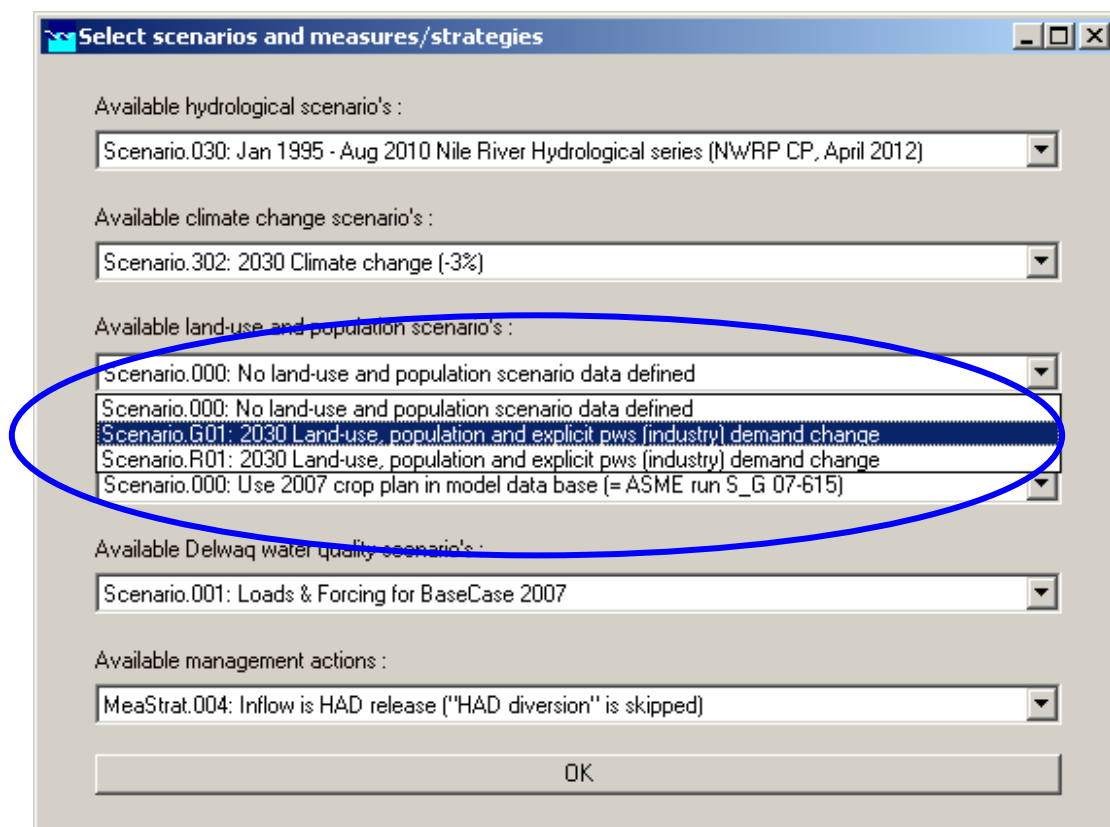 Select scenarios and measures/strategies
Available hydrological scenario's :
Scenario.030: Jan 1995 - Aug 2010 Nile River Hydrological series (NWRP CP, April 2012)
Available climate change scenario's :
Scenario.302: 2030 Climate change (-3%)
Available land-use and population scenario's :
Scenario.000: No land-use and population scenario data defined
Scenario.000: No land-use and population scenario data defined
Scenario.G01: 2030 Land-use, population and explicit pws (industry) demand change
Scenario.R01: 2030 Land-use, population and explicit pws (industry) demand change
Scenario.000: Use 2007 crop plan in model data base (= ASME run S_G 07-615)
Available Delwaq water quality scenario's :
Scenario.001: Loads & Forcing for BaseCase 2007
Available management actions :
MeaStrat.004: Inflow is HAD release ("HAD diversion" is skipped)
OK